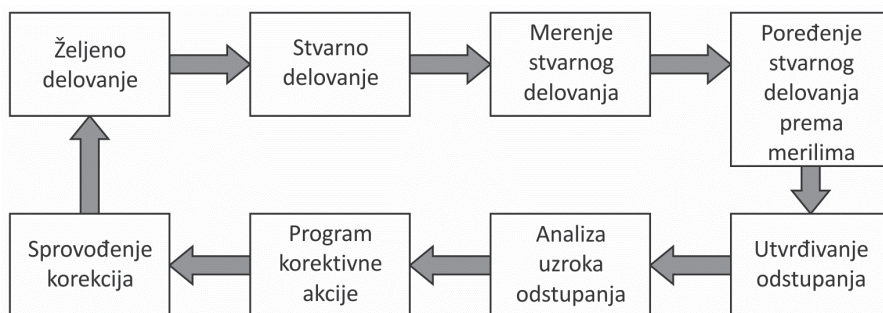 Željeno
delovanje
Stvarno
delovanje
Merenje
stvarnog
delovanja
Poređenje
stvarnog
delovanja
prema
merilima
Utvrđivanje
odstupanja
Analiza
uzroka
odstupanja
Program
korektivne
akcije
Sprovođenje
korekcija